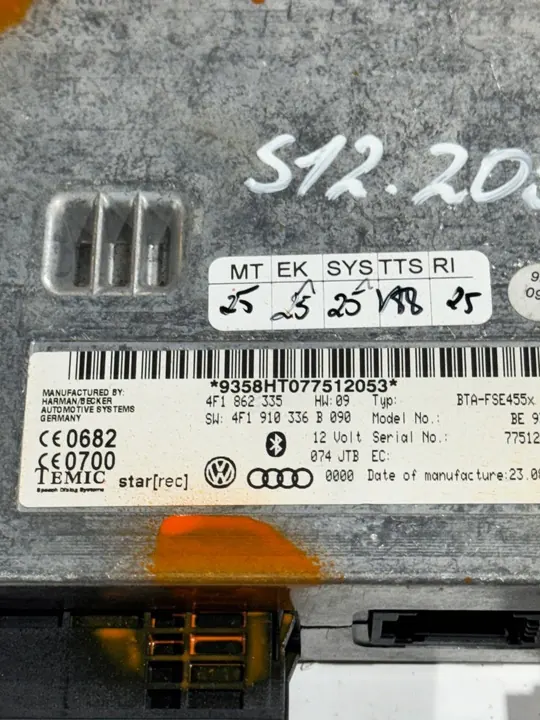 S12.20
MT EK SYS TTS RI
25 25 25 V88 25
*9358HT077512053*
MANUFACTURED BY:
HARMAN/BECKER
AUTOMOTIVE SYSTEMS
GERMANY
4F1 862 335 HW: 09 Typ: BTA-FSE455x
SW: 4F1 910 336 B 090 Model No.: BE 9
CE 0682 12 Volt Serial No.: 77512
CE 0700 074 JTB EC:
TEMIC star[rec] 0000 Date of manufacture: 23.0
Speech Dialog Systems